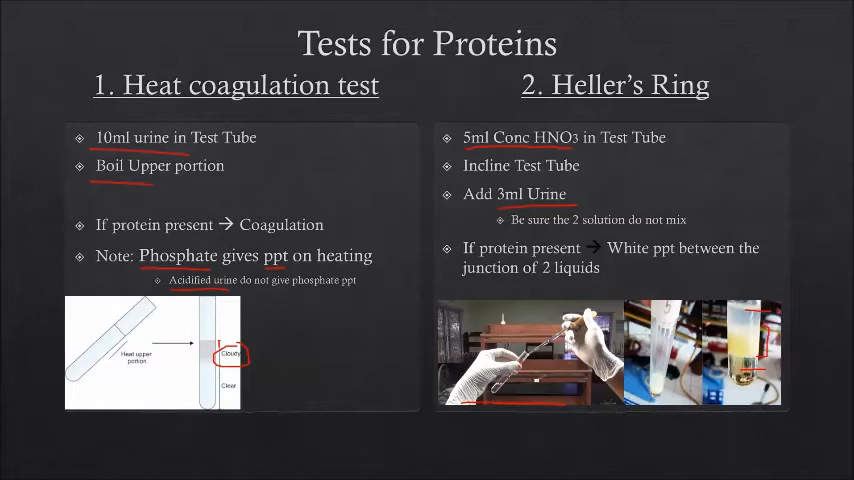 Tests for Proteins
1. Heat coagulation test
10ml urine in Test Tube
Boil Upper portion
If protein present → Coagulation
Note: Phosphate gives ppt on heating
Acidified urine do not give phosphate ppt
Heat upper
portion
Cloudy
Clear
2. Heller's Ring
5ml Conc HNO3 in Test Tube
Incline Test Tube
Add 3ml Urine
Be sure the 2 solution do not mix
If protein present → White ppt between the
junction of 2 liquids